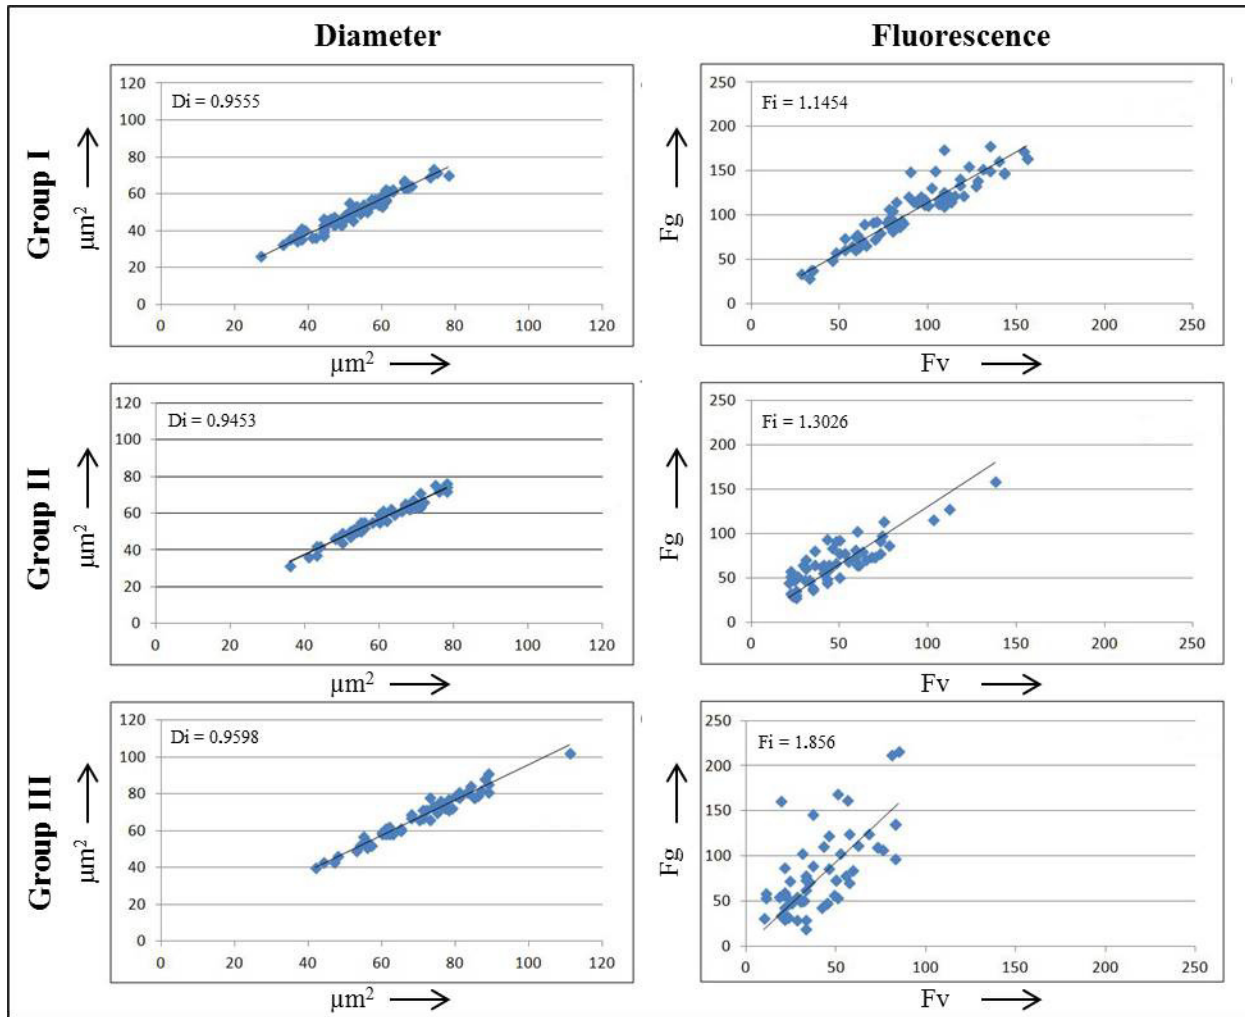 Diameter
Fluorescence
Group I
µm²
120
100
80
60
40
20
0
Di = 0.9555
0 20 40 60 80 100 120
µm²
Fg
250
200
150
100
50
0
Fi = 1.1454
0 50 100 150 200 250
Fv
Group II
µm²
120
100
80
60
40
20
0
Di = 0.9453
0 20 40 60 80 100 120
µm²
Fg
250
200
150
100
50
0
Fi = 1.3026
0 50 100 150 200 250
Fv
Group III
µm²
120
100
80
60
40
20
0
Di = 0.9598
0 20 40 60 80 100 120
µm²
Fg
250
200
150
100
50
0
Fi = 1.856
0 50 100 150 200 250
Fv